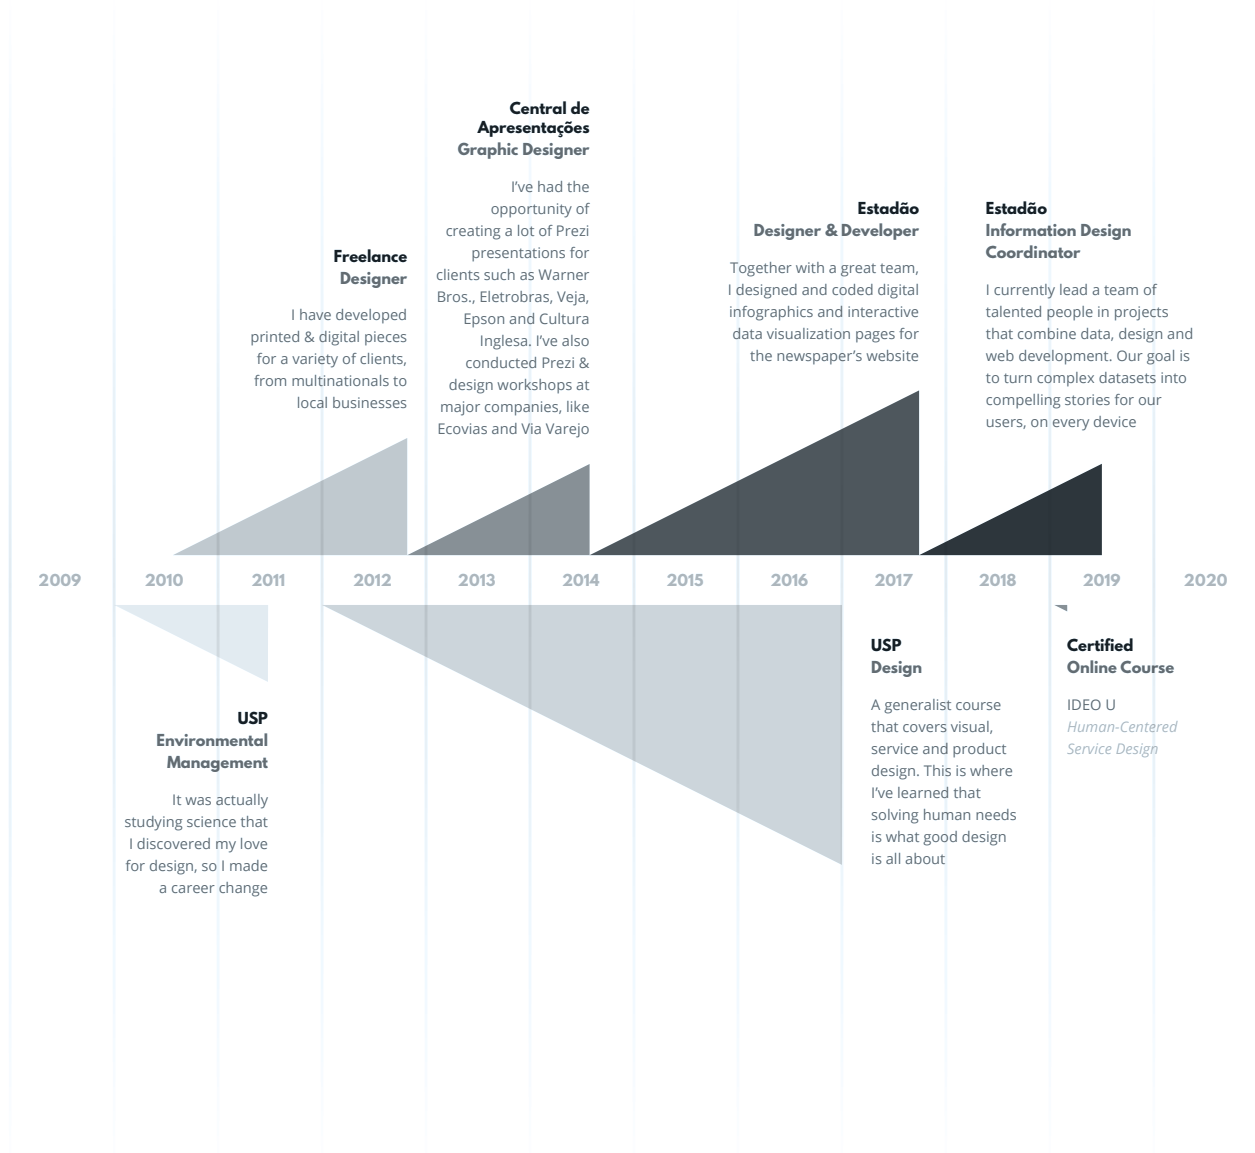 Central de
Apresentações
Graphic Designer
I’ve had the
opportunity of
creating a lot of Prezi
presentations for
clients such as Warner
Bros., Eletrobras, Veja,
Epson and Cultura
Inglesa. I’ve also
conducted Prezi &
design workshops at
major companies, like
Ecovias and Via Varejo
Freelance
Designer
I have developed
printed & digital pieces
for a variety of clients,
from multinationals to
local businesses
Estadão
Designer & Developer
Together with a great team,
I designed and coded digital
infographics and interactive
data visualization pages for
the newspaper’s website
Estadão
Information Design
Coordinator
I currently lead a team of
talented people in projects
that combine data, design and
web development. Our goal is
to turn complex datasets into
compelling stories for our
users, on every device
2009 2010 2011 2012 2013 2014 2015 2016 2017 2018 2019 2020
USP
Environmental
Management
It was actually
studying science that
I discovered my love
for design, so I made
a career change
USP
Design
A generalist course
that covers visual,
service and product
design. This is where
I’ve learned that
solving human needs
is what good design
is all about
Certified
Online Course
IDEO U
Human-Centered
Service Design